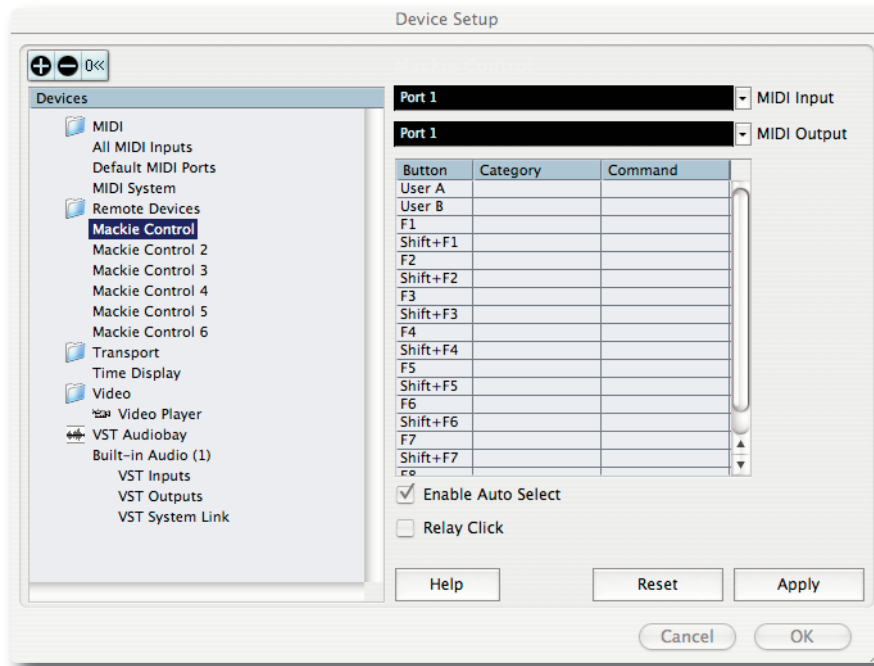 Device Setup
0«
Devices
MIDI
All MIDI Inputs
Default MIDI Ports
MIDI System
Remote Devices
Mackie Control
Mackie Control 2
Mackie Control 3
Mackie Control 4
Mackie Control 5
Mackie Control 6
Transport
Time Display
Video
Video Player
VST Audiobay
Built-in Audio (1)
VST Inputs
VST Outputs
VST System Link
Port 1 MIDI Input
Port 1 MIDI Output
Button Category Command
User A
User B
F1
Shift+F1
F2
Shift+F2
F3
Shift+F3
F4
Shift+F4
F5
Shift+F5
F6
Shift+F6
F7
Shift+F7
F8
Enable Auto Select
Relay Click
Help Reset Apply
Cancel OK